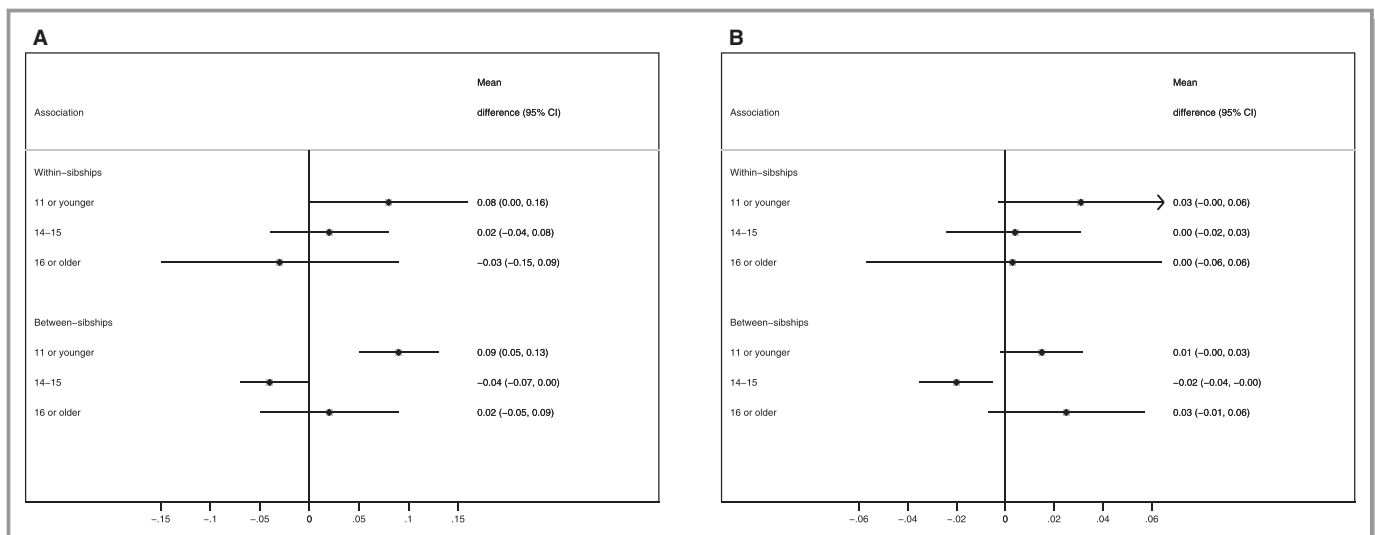 A
Mean
Association difference (95% CI)
Within−sibships
11 or younger 0.08 (0.00, 0.16)
14−15 0.02 (−0.04, 0.08)
16 or older −0.03 (−0.15, 0.09)
Between−sibships
11 or younger 0.09 (0.05, 0.13)
14−15 −0.04 (−0.07, 0.00)
16 or older 0.02 (−0.05, 0.09)
−.15 −.1 −.05 0 .05 .1 .15
B
Mean
Association difference (95% CI)
Within−sibships
11 or younger 0.03 (−0.00, 0.06)
14−15 0.00 (−0.02, 0.03)
16 or older 0.00 (−0.06, 0.06)
Between−sibships
11 or younger 0.01 (−0.00, 0.03)
14−15 −0.02 (−0.04, −0.00)
16 or older 0.03 (−0.01, 0.06)
−.06 −.04 −.02 0 .02 .04 .06